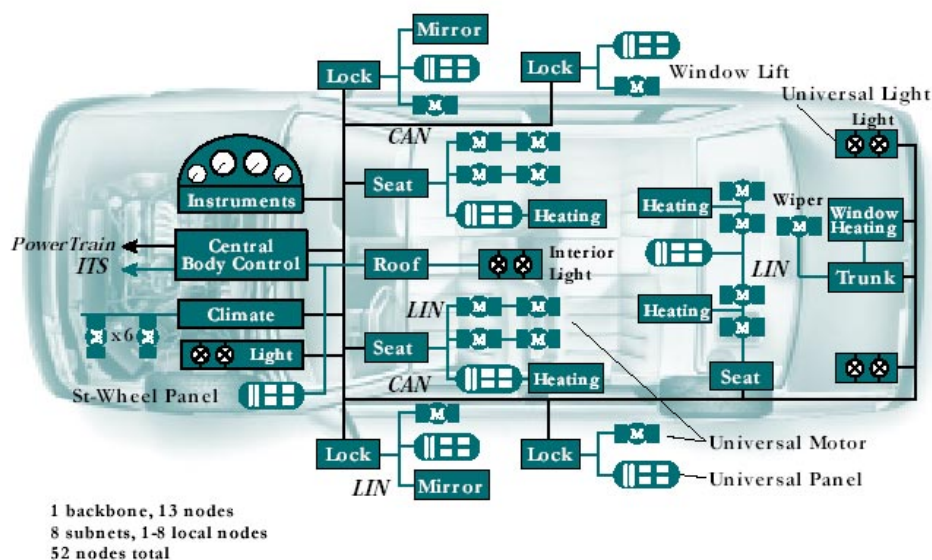 Mirror
Lock
M
Lock
M
Window Lift
Universal Light
Light
CAN
M M
Seat
M M
Heating
Instruments
Heating
M
M
Wiper
M
Window
Heating
PowerTrain
ITS
Central
Body Control
Roof
Interior
Light
LIN
Trunk
LIN
M M
Climate
Heating
M
M
M x6 M
Light
Seat
M M
CAN
Heating
Seat
St-Wheel Panel
M
M
Universal Motor
Lock
Lock
LIN
Mirror
Universal Panel
1 backbone, 13 nodes
8 subnets, 1-8 local nodes
52 nodes total